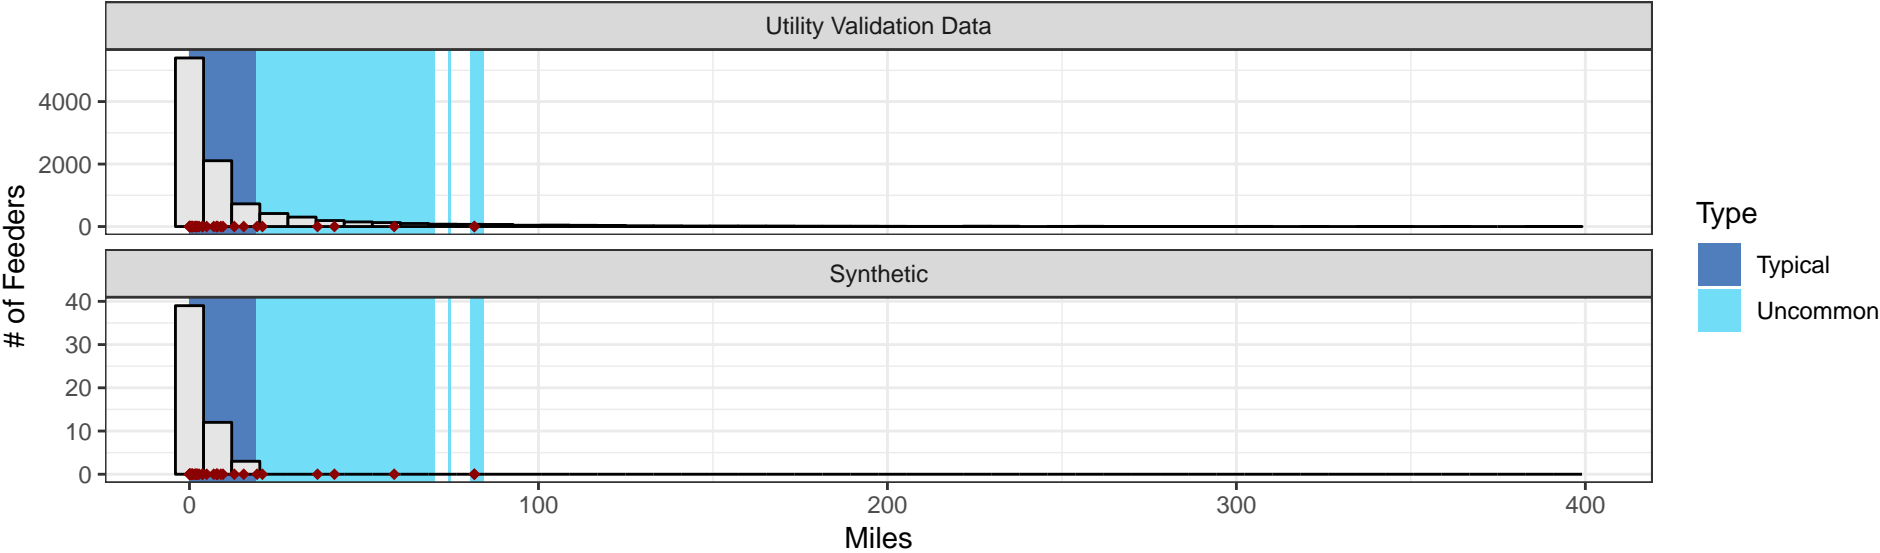 Utility Validation Data
4000
2000
0
# of Feeders
Synthetic
40
30
20
10
0
0 100 200 300 400
Miles
Type
Typical
Uncommon